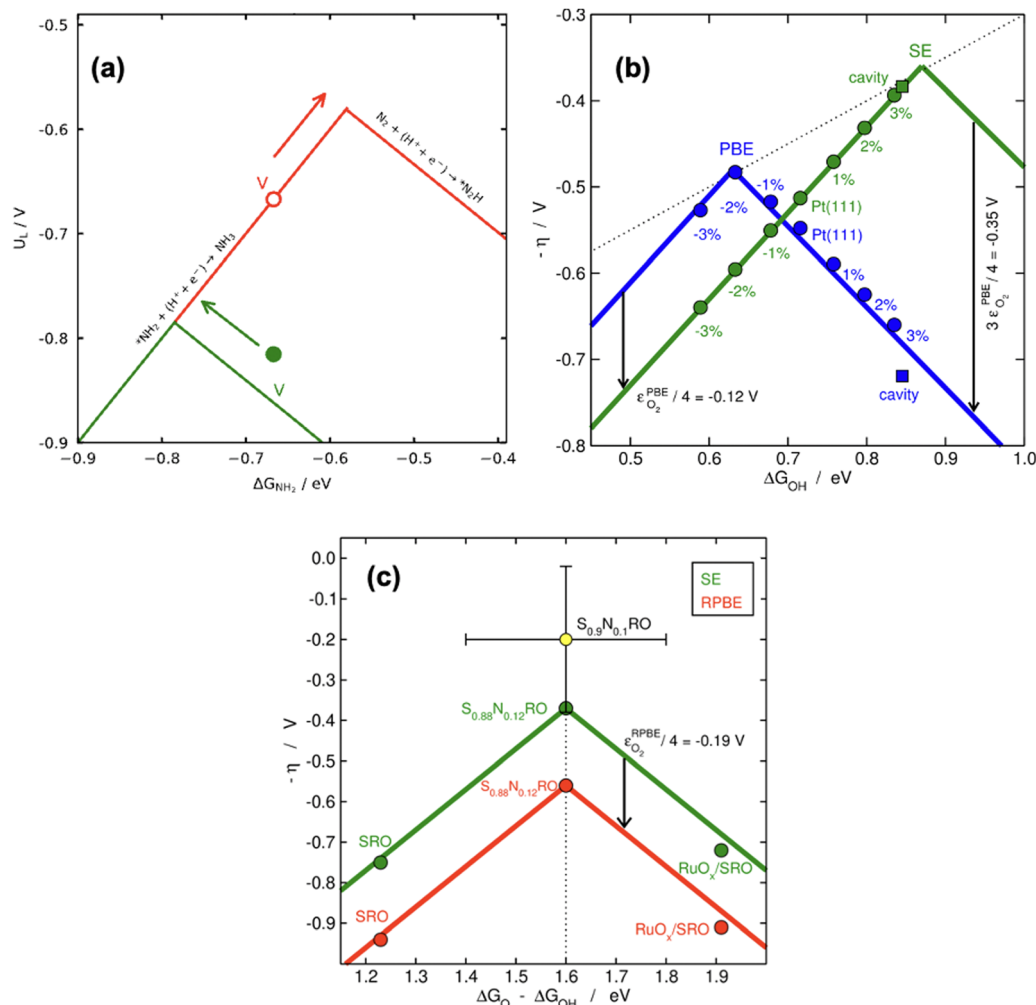 (a)
-0.5
-0.6
-0.7
-0.8
-0.9
U_L / V
V
V
*NH₂ + (H⁺+ e⁻) → NH₃
N₂ + (H⁺+ e⁻) → *N₂H
−0.9 −0.8 −0.7 −0.6 −0.5 −0.4
ΔG_NH₂ / eV
(b)
-0.3
-0.4
-0.5
-0.6
-0.7
-0.8
- η / V
SE
cavity
3%
2%
1%
Pt(111)
-1%
-2%
-3%
PBE
-1%
-2%
-3%
Pt(111)
1%
2%
3%
cavity
ε_O₂^PBE / 4 = -0.12 V
3 ε_O₂^PBE / 4 = -0.35 V
0.5 0.6 0.7 0.8 0.9 1.0
ΔG_OH / eV
(c)
0.0
-0.1
-0.2
-0.3
-0.4
-0.5
-0.6
-0.7
-0.8
-0.9
- η / V
SE
RPBE
S₀.₉N₀.₁RO
S₀.₈₈N₀.₁₂RO
ε_O₂^RPBE / 4 = -0.19 V
S₀.₈₈N₀.₁₂RO
SRO
RuOₓ/SRO
SRO
RuOₓ/SRO
1.2 1.3 1.4 1.5 1.6 1.7 1.8 1.9
ΔG_O - ΔG_OH / eV